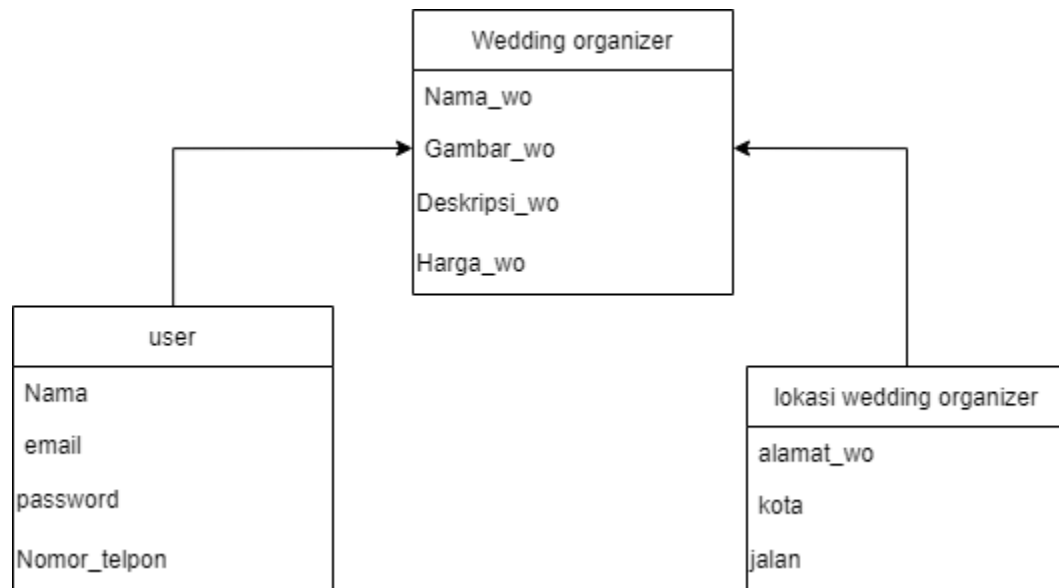 Wedding organizer
Nama_wo
Gambar_wo
Deskripsi_wo
Harga_wo
user
Nama
email
password
Nomor_telpon
lokasi wedding organizer
alamat_wo
kota
jalan